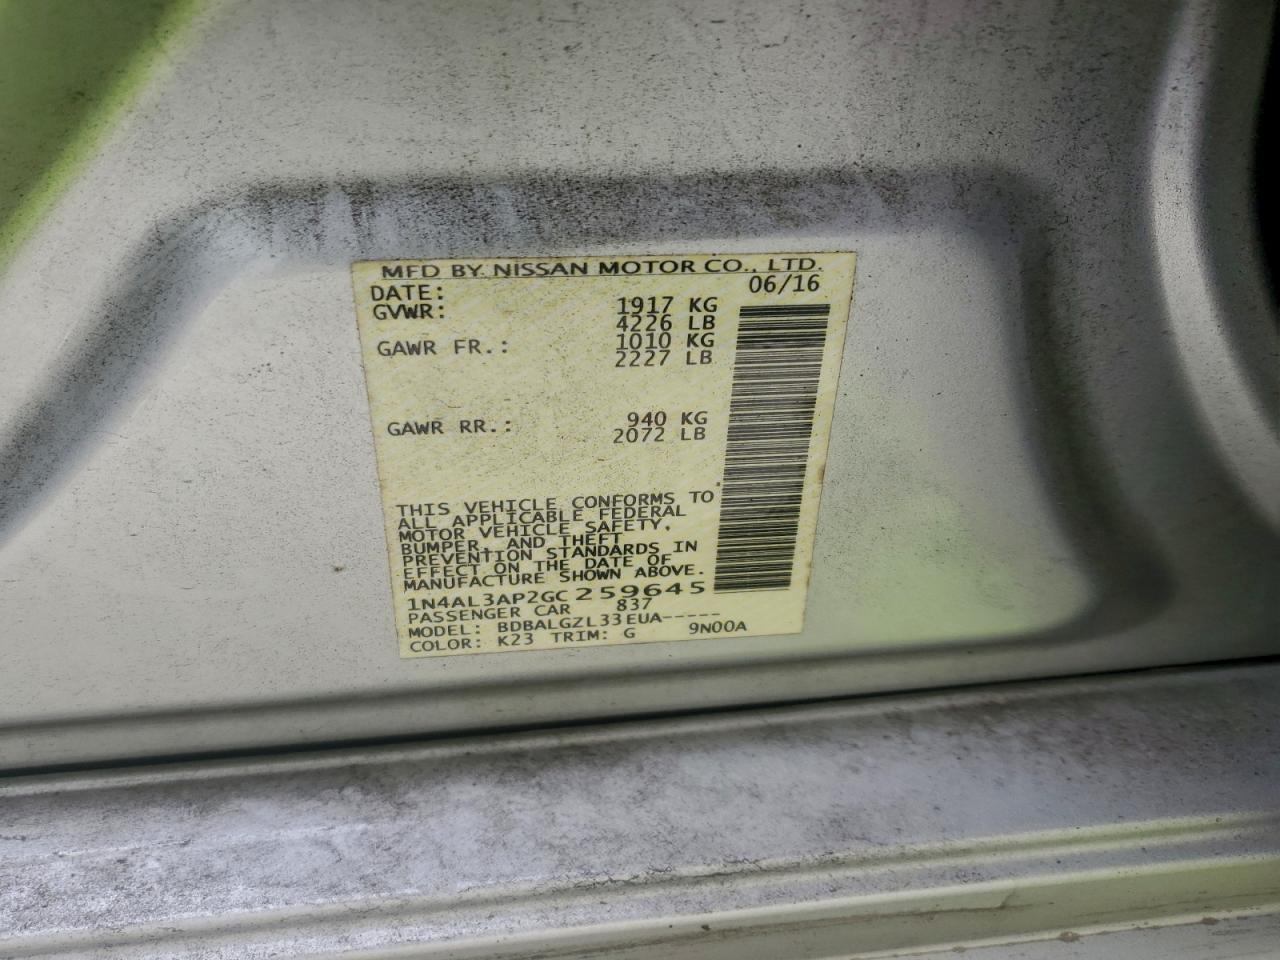 MFD BY NISSAN MOTOR CO., LTD.
DATE: 06/16
GVWR: 1917 KG
4226 LB
GAWR FR.: 1010 KG
2227 LB
GAWR RR.: 940 KG
2072 LB
THIS VEHICLE CONFORMS TO
ALL APPLICABLE FEDERAL
MOTOR VEHICLE SAFETY,
BUMPER, AND THEFT
PREVENTION STANDARDS IN
EFFECT ON THE DATE OF
MANUFACTURE SHOWN ABOVE.
1N4AL3AP2GC259645
PASSENGER CAR 837
MODEL: BDBALGZL33EUA-----
COLOR: K23 TRIM: G 9N00A